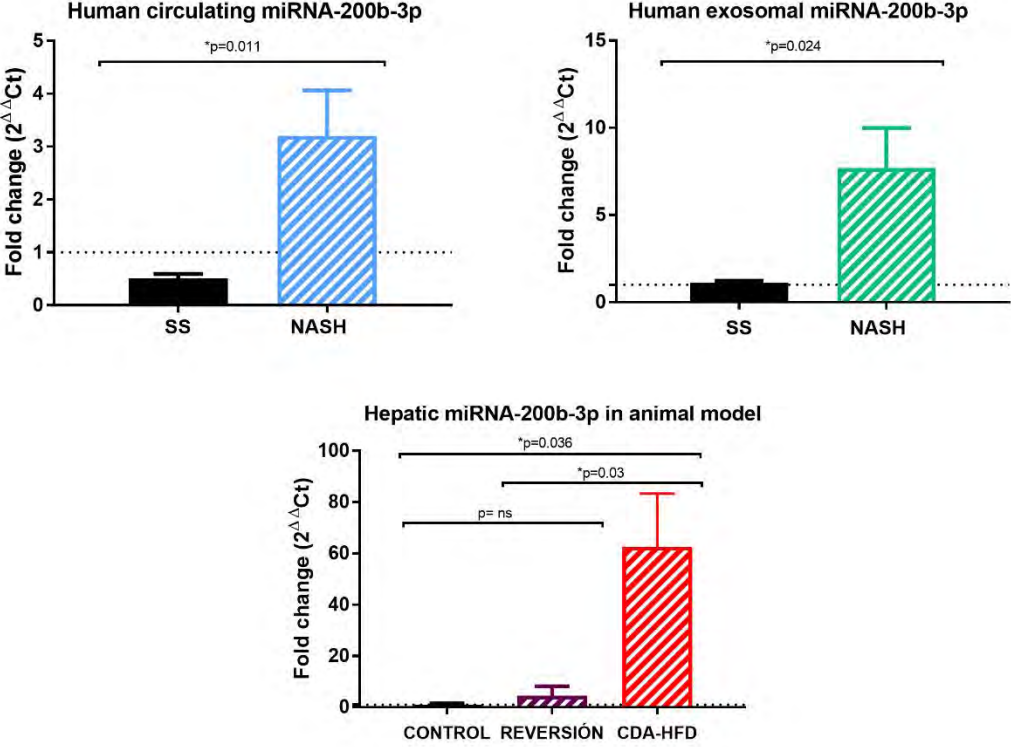 Human circulating miRNA-200b-3p
Fold change (2^ΔΔCt)
5
4
3
2
1
0
*p=0.011
SS NASH
Human exosomal miRNA-200b-3p
Fold change (2^ΔΔCt)
15
10
5
0
*p=0.024
SS NASH
Hepatic miRNA-200b-3p in animal model
Fold change (2^ΔΔCt)
100
80
60
40
20
0
*p=0.036
*p=0.03
p= ns
CONTROL REVERSIÓN CDA-HFD